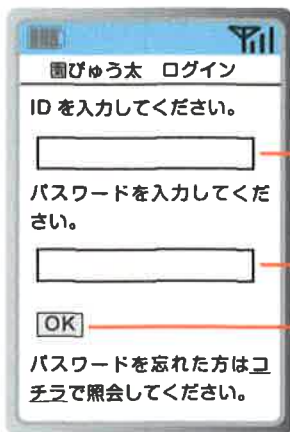 園ぴゅう太 ログイン
ID を入力してください。
パスワードを入力してくだ
さい。
OK
パスワードを忘れた方はコ
チラで照会してください。